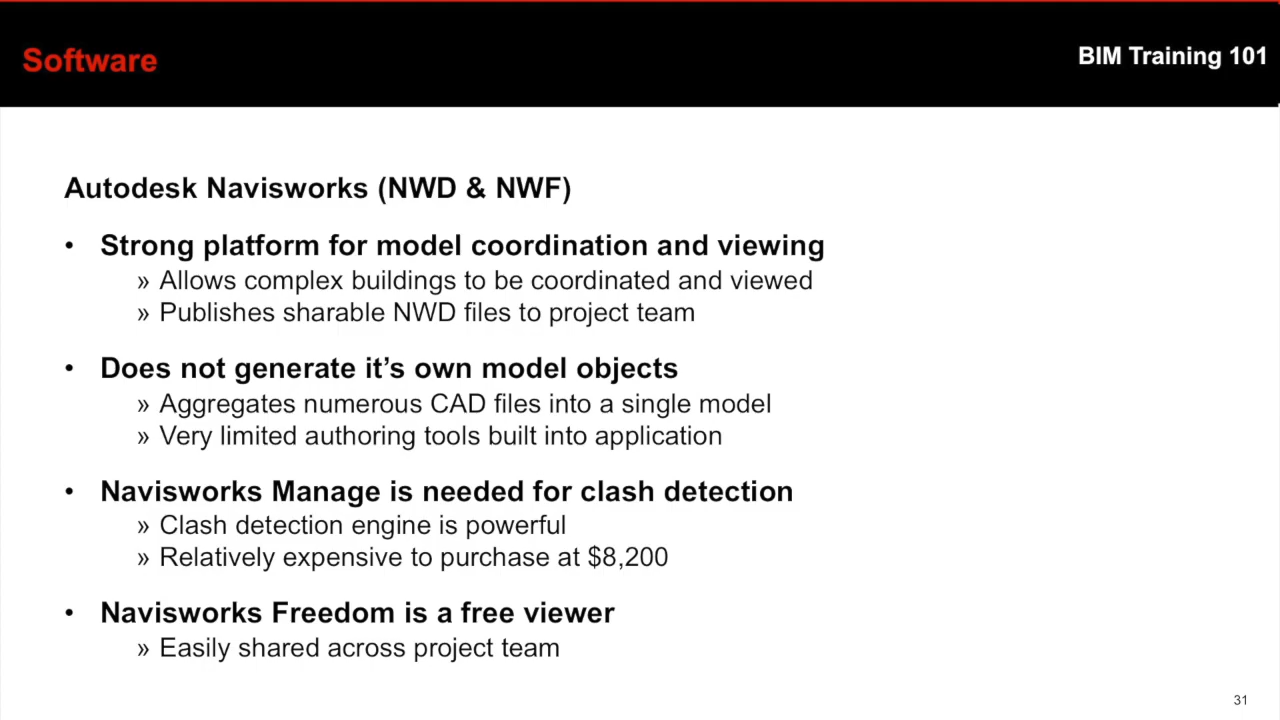 Software
BIM Training 101
Autodesk Navisworks (NWD & NWF)
• Strong platform for model coordination and viewing
» Allows complex buildings to be coordinated and viewed
» Publishes sharable NWD files to project team
• Does not generate it’s own model objects
» Aggregates numerous CAD files into a single model
» Very limited authoring tools built into application
• Navisworks Manage is needed for clash detection
» Clash detection engine is powerful
» Relatively expensive to purchase at $8,200
• Navisworks Freedom is a free viewer
» Easily shared across project team
31